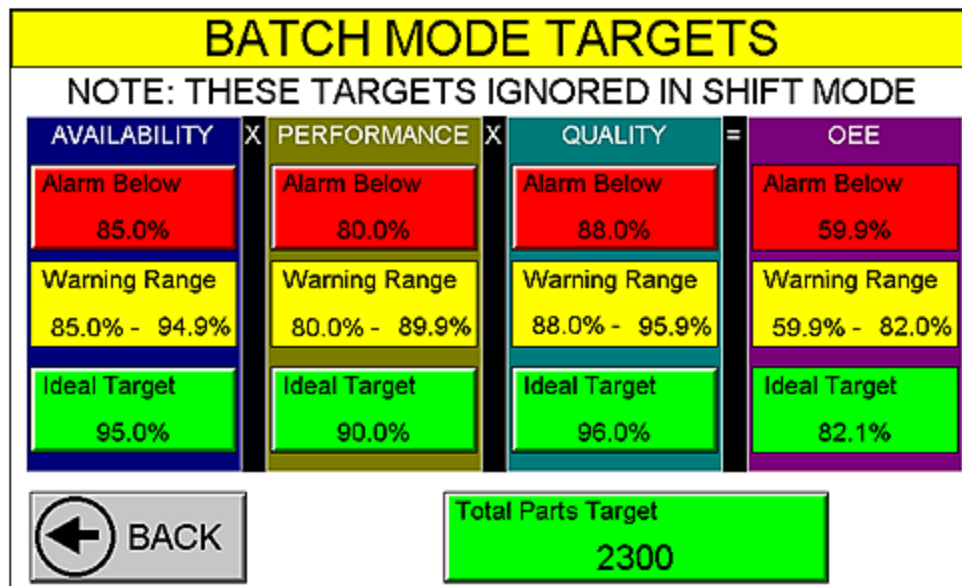 BATCH MODE TARGETS
NOTE: THESE TARGETS IGNORED IN SHIFT MODE
AVAILABILITY X PERFORMANCE X QUALITY = OEE
Alarm Below Alarm Below Alarm Below Alarm Below
85.0% 80.0% 88.0% 59.9%
Warning Range Warning Range Warning Range Warning Range
85.0% - 94.9% 80.0% - 89.9% 88.0% - 95.9% 59.9% - 82.0%
Ideal Target Ideal Target Ideal Target Ideal Target
95.0% 90.0% 96.0% 82.1%
BACK
Total Parts Target
2300